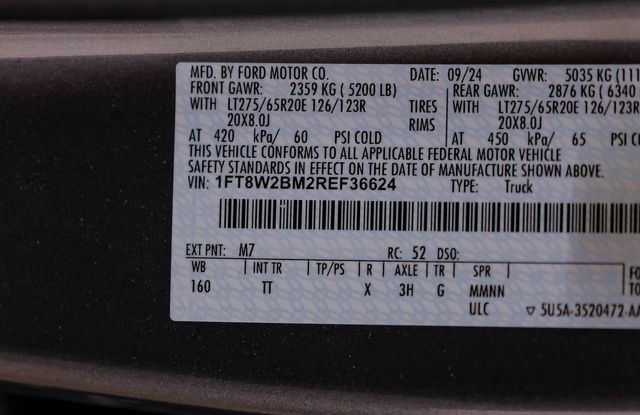 MFD. BY FORD MOTOR CO. DATE: 09/24 GVWR: 5035 KG (111
FRONT GAWR: 2359 KG ( 5200 LB) REAR GAWR: 2876 KG ( 6340
WITH LT275/65R20E 126/123R TIRES WITH LT275/65R20E 126/123R
20X8.0J RIMS 20X8.0J
AT 420 kPa/ 60 PSI COLD AT 450 kPa/ 65 PSI C
THIS VEHICLE CONFORMS TO ALL APPLICABLE FEDERAL MOTOR VEHICLE
SAFETY STANDARDS IN EFFECT ON THE DATE OF MANUFACTURE SHOWN ABOVE.
VIN: 1FT8W2BM2REF36624 TYPE: Truck
EXT PNT: M7 RC: 52 DSO:
WB INT TR TP/PS R AXLE TR SPR FO
160 TT X 3H G MMNN TO
ULC ▽ 5U5A-3520472-AA